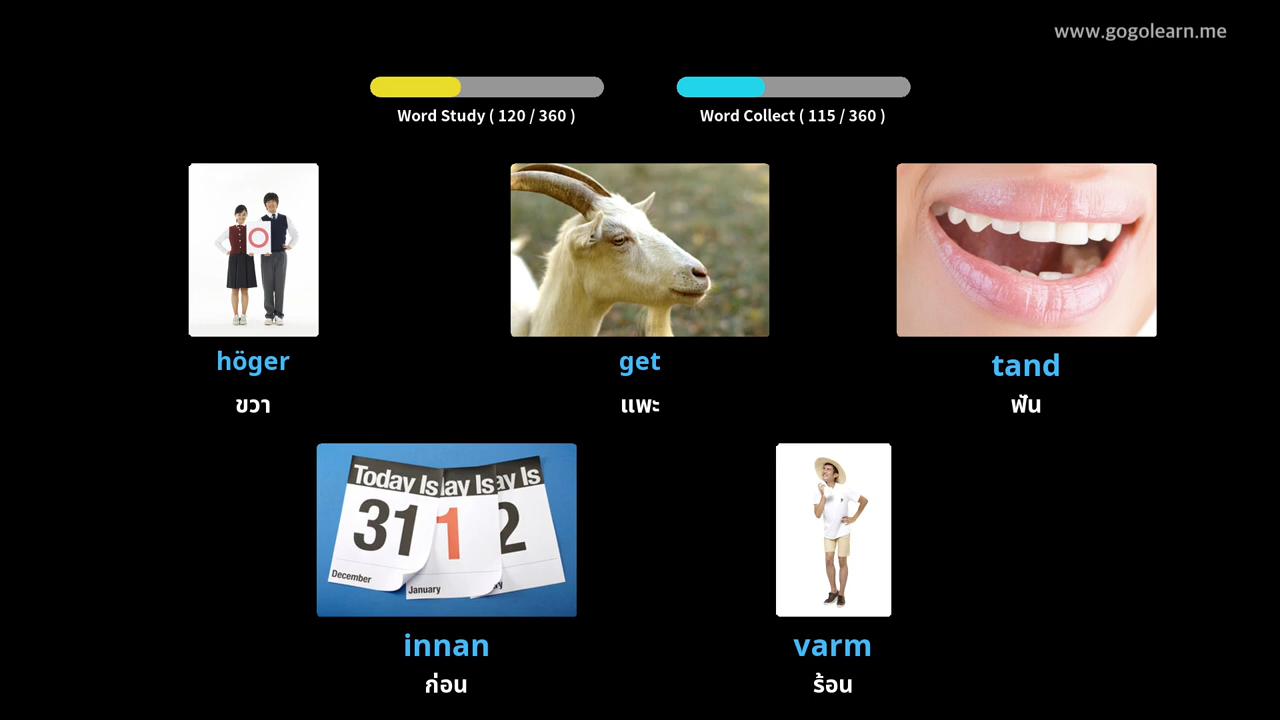 www.gogolearn.me
Word Study ( 120 / 360 )
Word Collect ( 115 / 360 )
höger
ขวา
get
แพะ
tand
ฟัน
Today Is
lay Is
ay Is
31
1
2
December
January
innan
ก่อน
varm
ร้อน